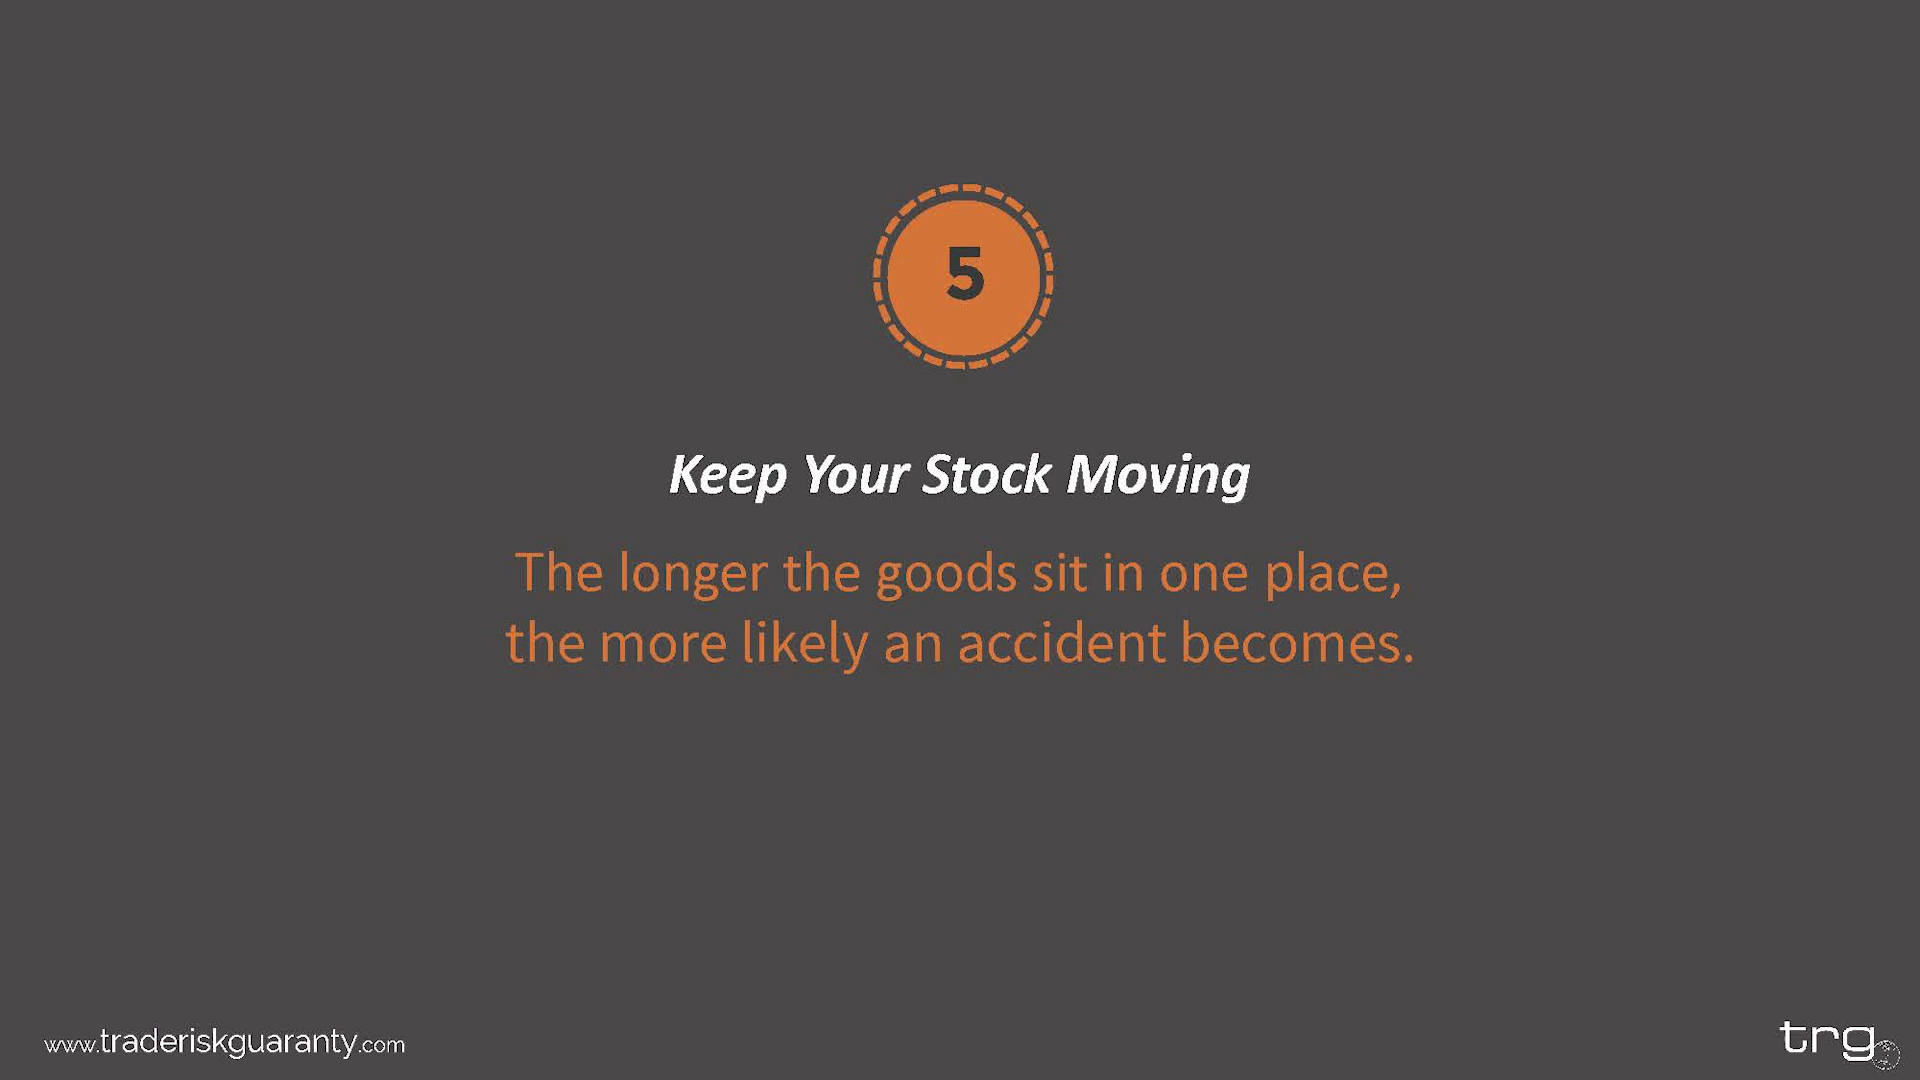 5
Keep Your Stock Moving
The longer the goods sit in one place,
the more likely an accident becomes.
www.traderiskguaranty.com
trg